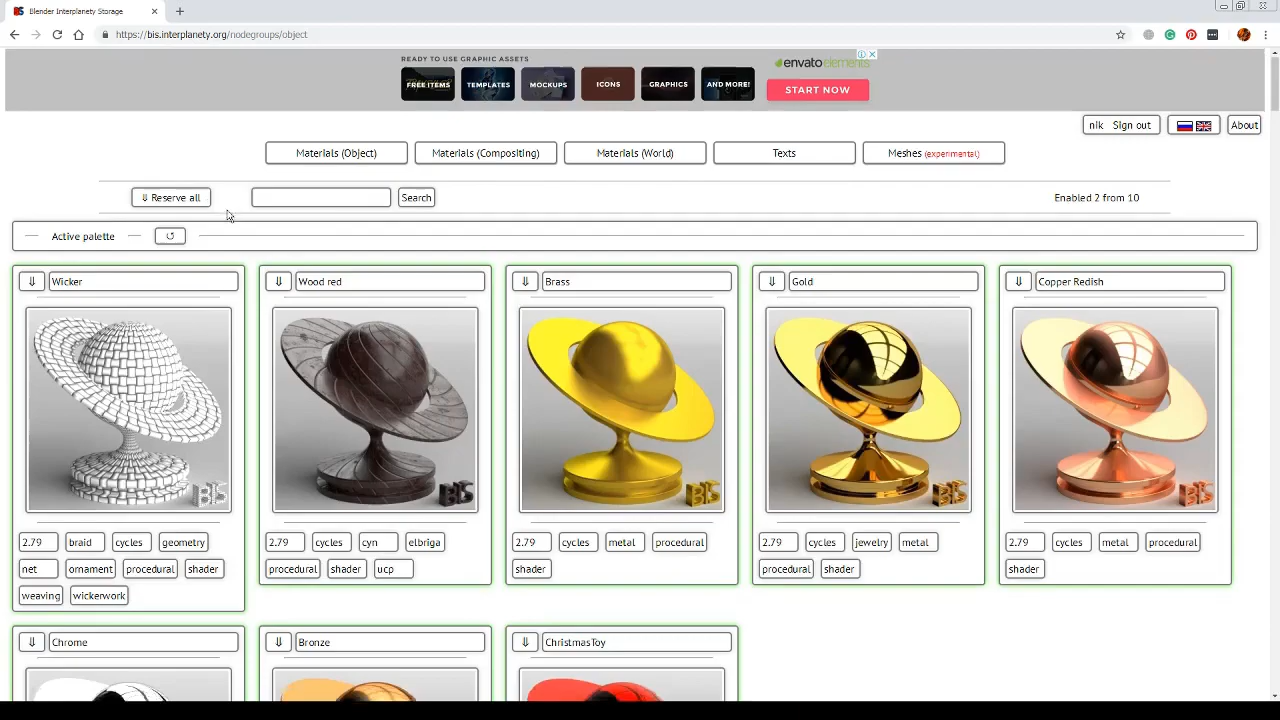 Blender Interplanety Storage
https://bis.interplanety.org/nodegroups/object
READY TO USE GRAPHIC ASSETS
FREE ITEMS TEMPLATES MOCKUPS ICONS GRAPHICS AND MORE!
envato elements
START NOW
nik Sign out About
Materials (Object) Materials (Compositing) Materials (World) Texts Meshes (experimental)
⇓ Reserve all Search Enabled 2 from 10
Active palette ↺
⇓ Wicker ⇓ Wood red ⇓ Brass ⇓ Gold ⇓ Copper Redish
BIS BIS BIS BIS BIS
2.79 braid cycles geometry
net ornament procedural shader
weaving wickerwork
2.79 cycles cyn elbriga
procedural shader ucp
2.79 cycles metal procedural
shader
2.79 cycles jewelry metal
procedural shader
2.79 cycles metal procedural
shader
⇓ Chrome ⇓ Bronze ⇓ ChristmasToy